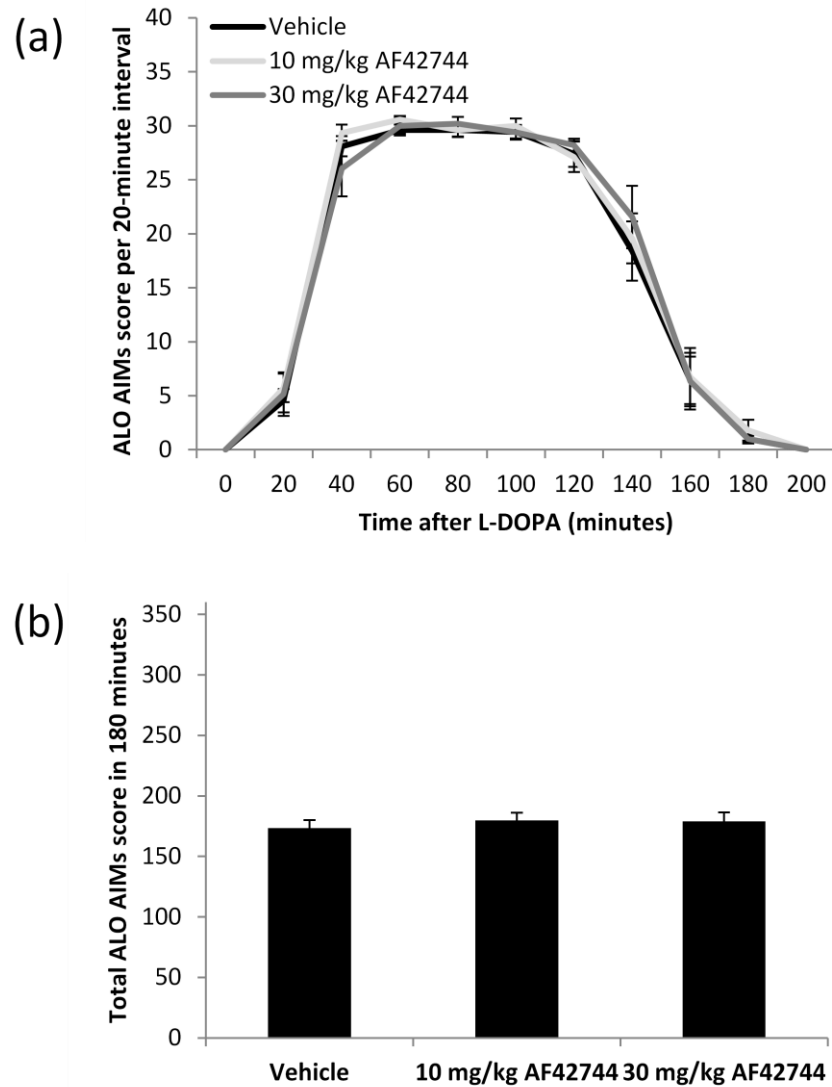 (a)
ALO AIMs score per 20-minute interval
40
35
30
25
20
15
10
5
0
Vehicle
10 mg/kg AF42744
30 mg/kg AF42744
0 20 40 60 80 100 120 140 160 180 200
Time after L-DOPA (minutes)
(b)
Total ALO AIMs score in 180 minutes
350
300
250
200
150
100
50
0
Vehicle 10 mg/kg AF42744 30 mg/kg AF42744